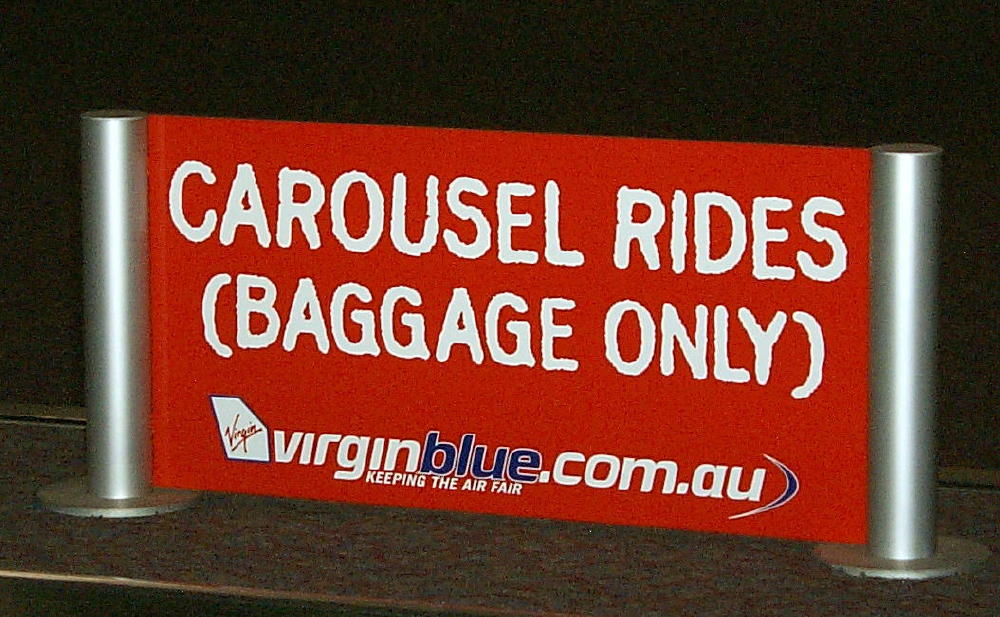 CAROUSEL RIDES
(BAGGAGE ONLY)
Virgin
virginblue.com.au
KEEPING THE AIR FAIR